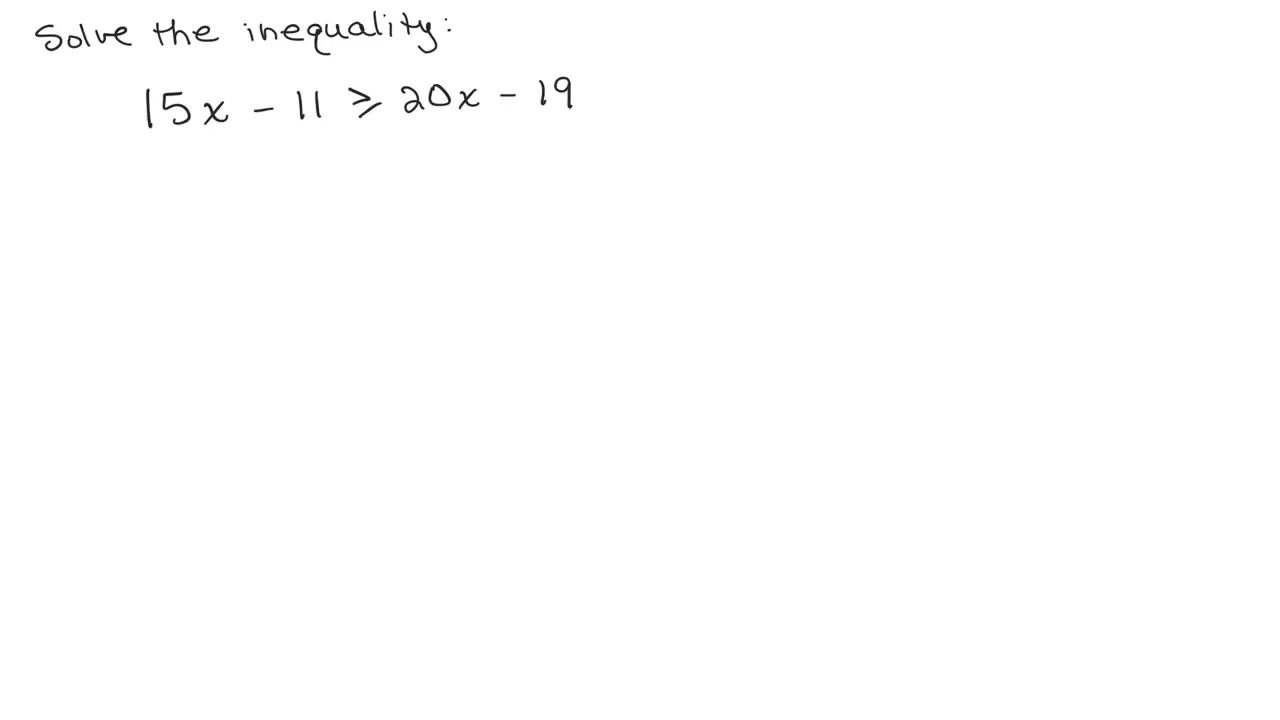 Solve the inequality:
15x - 11 ≥ 20x - 19